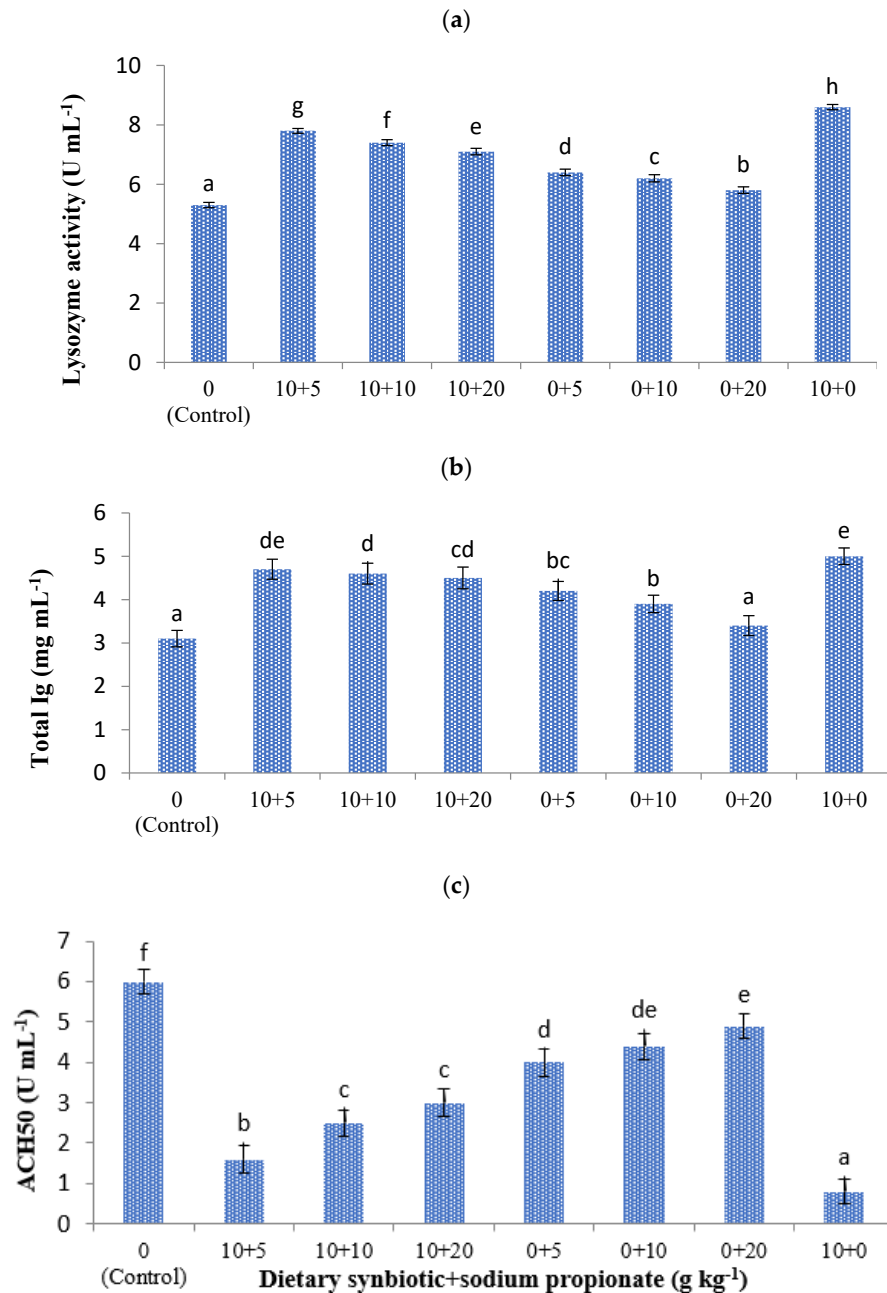 (a)
Lysozyme activity (U mL⁻¹)
10
8
6
4
2
0
a
g
f
e
d
c
b
h
0
(Control)
10+5
10+10
10+20
0+5
0+10
0+20
10+0
(b)
Total Ig (mg mL⁻¹)
6
5
4
3
2
1
0
a
de
d
cd
bc
b
a
e
0
(Control)
10+5
10+10
10+20
0+5
0+10
0+20
10+0
(c)
ACH50 (U mL⁻¹)
7
6
5
4
3
2
1
0
f
b
c
c
d
de
e
a
0
(Control)
10+5
10+10
10+20
0+5
0+10
0+20
10+0
Dietary synbiotic+sodium propionate (g kg⁻¹)